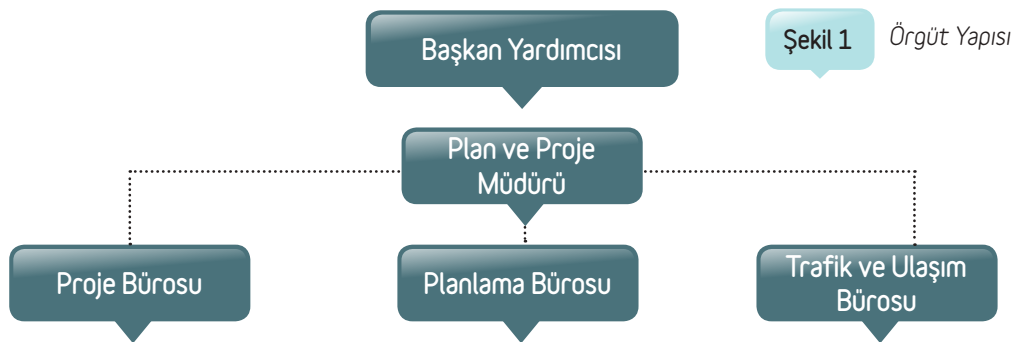 Başkan Yardımcısı
Şekil 1
Örgüt Yapısı
Plan ve Proje
Müdürü
Proje Bürosu
Planlama Bürosu
Trafik ve Ulaşım
Bürosu